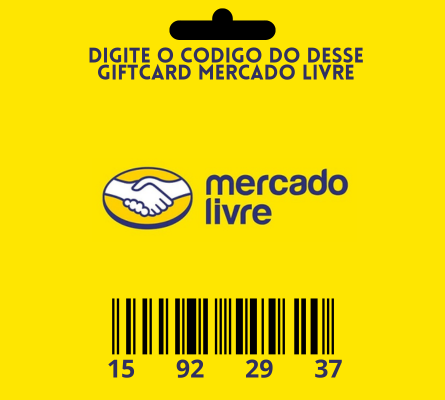 DIGITE O CODIGO DO DESSE
GIFTCARD MERCADO LIVRE
mercado
livre
15 92 29 37